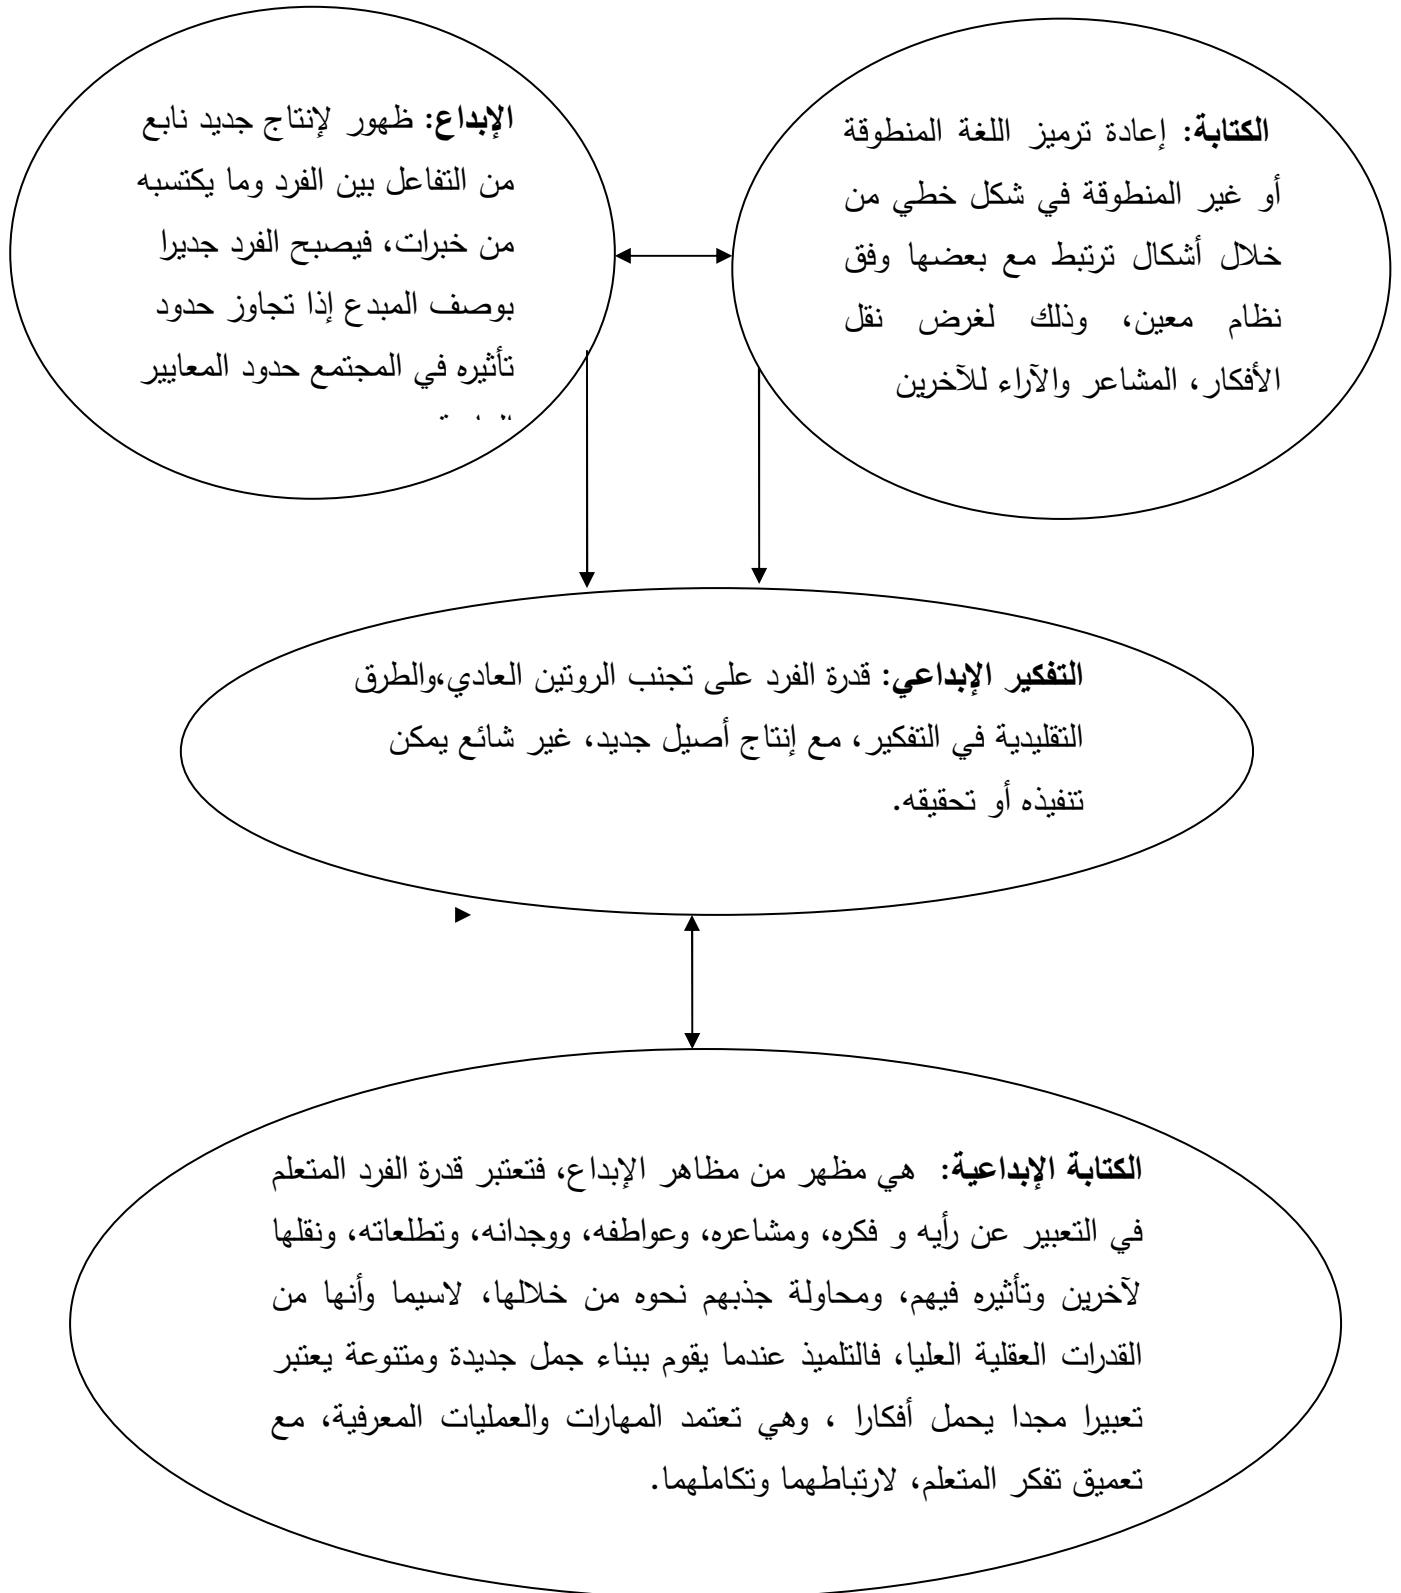 الكتابة: إعادة ترميز اللغة المنطوقة
أو غير المنطوقة في شكل خطي من
خلال أشكال ترتبط مع بعضها وفق
نظام معين، وذلك لغرض نقل
الأفكار، المشاعر والآراء للآخرين
الإبداع: ظهور لإنتاج جديد نابع
من التفاعل بين الفرد وما يكتسبه
من خبرات، فيصبح الفرد جديرا
بوصف المبدع إذا تجاوز حدود
تأثيره في المجتمع حدود المعايير
التفكير الإبداعي: قدرة الفرد على تجنب الروتين العادي،والطرق
التقليدية في التفكير، مع إنتاج أصيل جديد، غير شائع يمكن
تنفيذه أو تحقيقه.
الكتابة الإبداعية: هي مظهر من مظاهر الإبداع، فتعتبر قدرة الفرد المتعلم
في التعبير عن رأيه و فكره، ومشاعره، وعواطفه، ووجدانه، وتطلعاته، ونقلها
لآخرين وتأثيره فيهم، ومحاولة جذبهم نحوه من خلالها، لاسيما وأنها من
القدرات العقلية العليا، فالتلميذ عندما يقوم ببناء جمل جديدة ومتنوعة يعتبر
تعبيرا مجدا يحمل أفكارا ، وهي تعتمد المهارات والعمليات المعرفية، مع
تعميق تفكر المتعلم، لارتباطهما وتكاملهما.